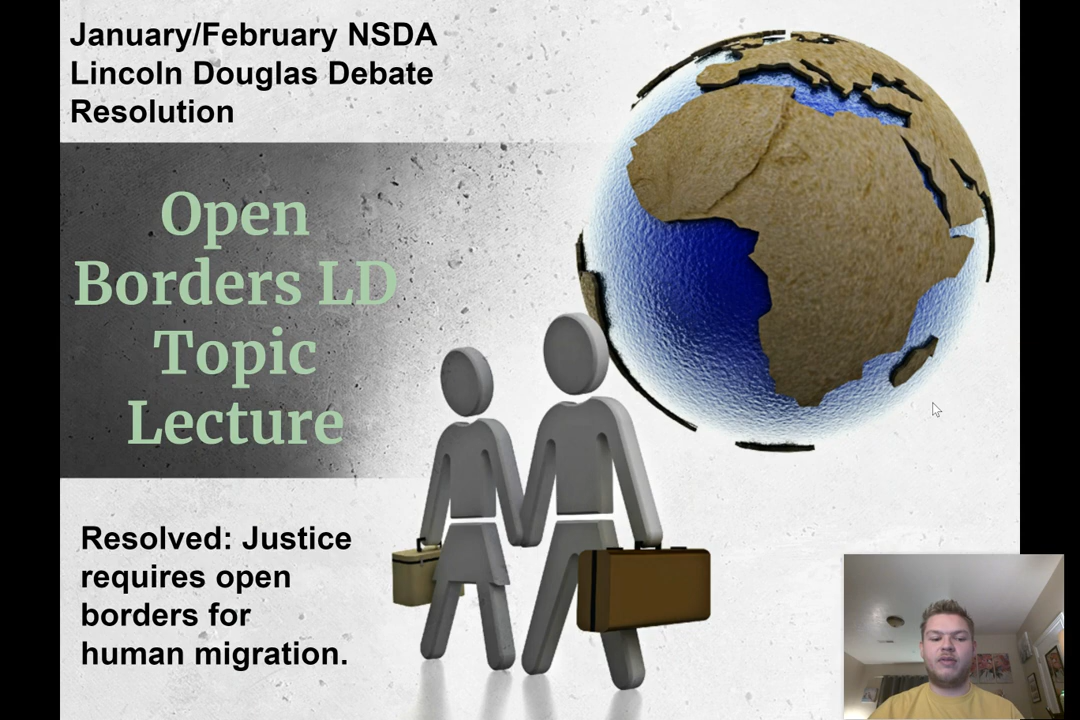 January/February NSDA
Lincoln Douglas Debate
Resolution
Open
Borders LD
Topic
Lecture
Resolved: Justice
requires open
borders for
human migration.